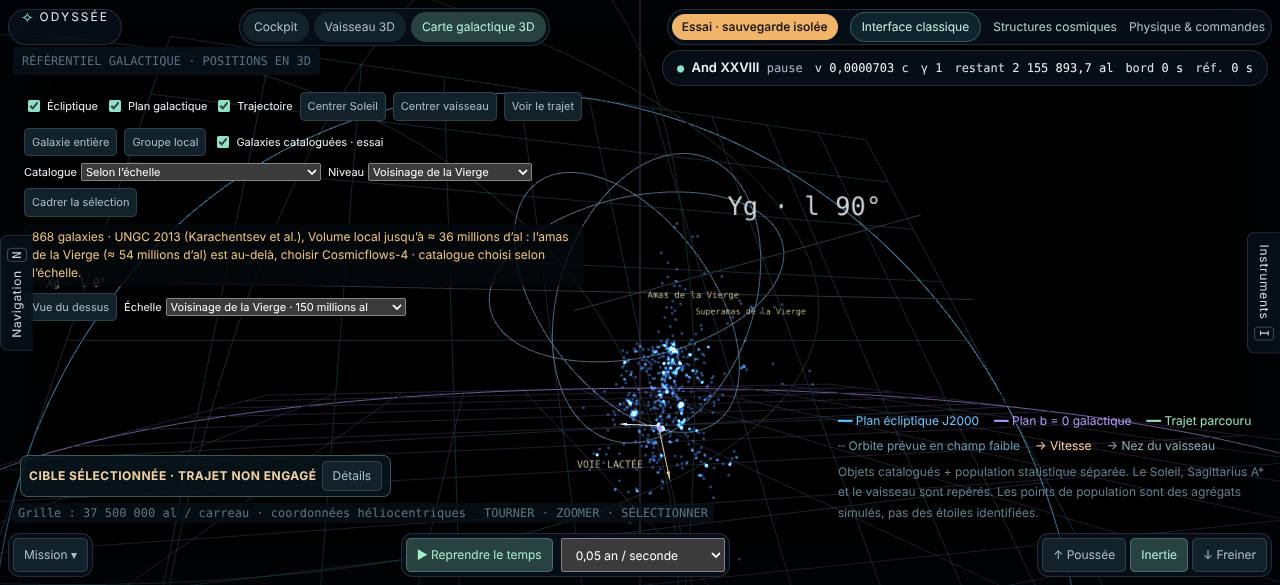 ✧ ODYSSÉE
Cockpit Vaisseau 3D Carte galactique 3D
Essai · sauvegarde isolée Interface classique Structures cosmiques Physique & commandes
RÉFÉRENTIEL GALACTIQUE · POSITIONS EN 3D
And XXVIII pause v 0,0000703 c γ 1 restant 2 155 893,7 al bord 0 s réf. 0 s
Écliptique Plan galactique Trajectoire Centrer Soleil Centrer vaisseau Voir le trajet
Galaxie entière Groupe local Galaxies cataloguées · essai
Catalogue Selon l'échelle Niveau Voisinage de la Vierge
Cadrer la sélection
Yg · l 90°
868 galaxies · UNGC 2013 (Karachentsev et al.), Volume local jusqu'à ≈ 36 millions d'al : l'amas
de la Vierge (≈ 54 millions d'al) est au-delà, choisir Cosmicflows-4 · catalogue choisi selon
l'échelle.
Xg · l 0°
Navigation N
Instruments I
Vue du dessus Échelle Voisinage de la Vierge · 150 millions al
Amas de la Vierge
Superamas de la Vierge
VOIE LACTÉE
Plan écliptique J2000 Plan b = 0 galactique Trajet parcouru
Orbite prévue en champ faible → Vitesse → Nez du vaisseau
Objets catalogués + population statistique séparée. Le Soleil, Sagittarius A*
et le vaisseau sont repérés. Les points de population sont des agrégats
simulés, pas des étoiles identifiées.
CIBLE SÉLECTIONNÉE · TRAJET NON ENGAGÉ Détails
Grille : 37 500 000 al / carreau · coordonnées héliocentriques TOURNER · ZOOMER · SÉLECTIONNER
Mission ▾
▶ Reprendre le temps 0,05 an / seconde
↑ Poussée Inertie ↓ Freiner